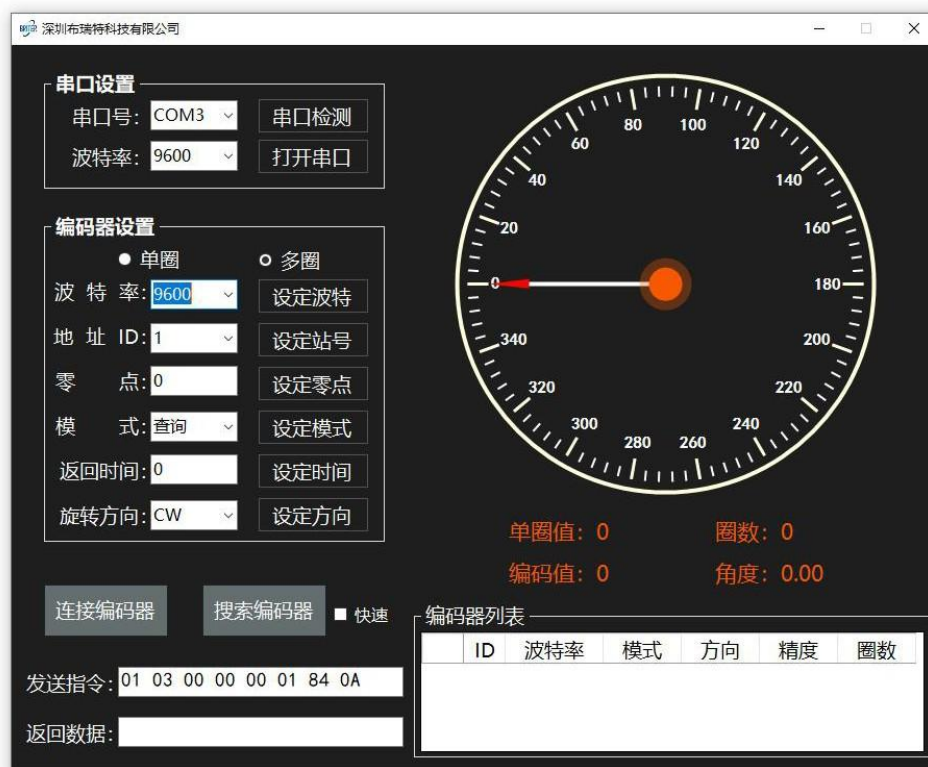 深圳布瑞特科技有限公司
串口设置
串口号: COM3 串口检测
波特率: 9600 打开串口
编码器设置
单圈 多圈
波 特 率: 9600 设定波特
地 址 ID: 1 设定站号
零 点: 0 设定零点
模 式: 查询 设定模式
返回时间: 0 设定时间
旋转方向: CW 设定方向
连接编码器 搜索编码器 快速
发送指令: 01 03 00 00 00 01 84 0A
返回数据:
0
20
40
60
80
100
120
140
160
180
200
220
240
260
280
300
320
340
单圈值: 0 圈数: 0
编码值: 0 角度: 0.00
编码器列表
ID 波特率 模式 方向 精度 圈数